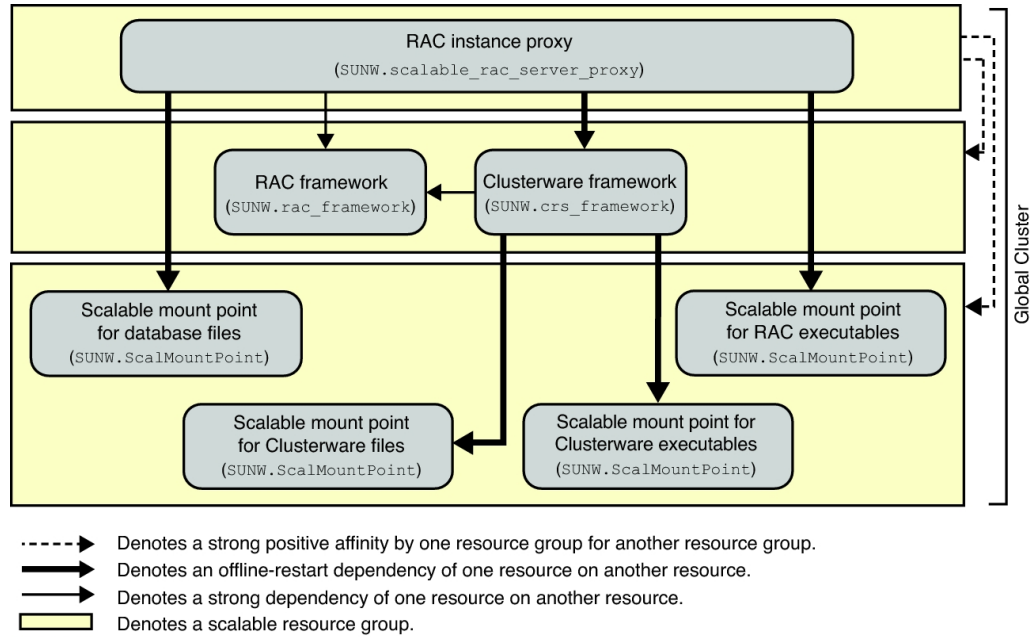 RAC instance proxy
(SUNW.scalable_rac_server_proxy)
RAC framework
(SUNW.rac_framework)
Clusterware framework
(SUNW.crs_framework)
Global Cluster
Scalable mount point
for database files
(SUNW.ScalMountPoint)
Scalable mount point
for RAC executables
(SUNW.ScalMountPoint)
Scalable mount point
for Clusterware files
(SUNW.ScalMountPoint)
Scalable mount point for
Clusterware executables
(SUNW.ScalMountPoint)
Denotes a strong positive affinity by one resource group for another resource group.
Denotes an offline-restart dependency of one resource on another resource.
Denotes a strong dependency of one resource on another resource.
Denotes a scalable resource group.